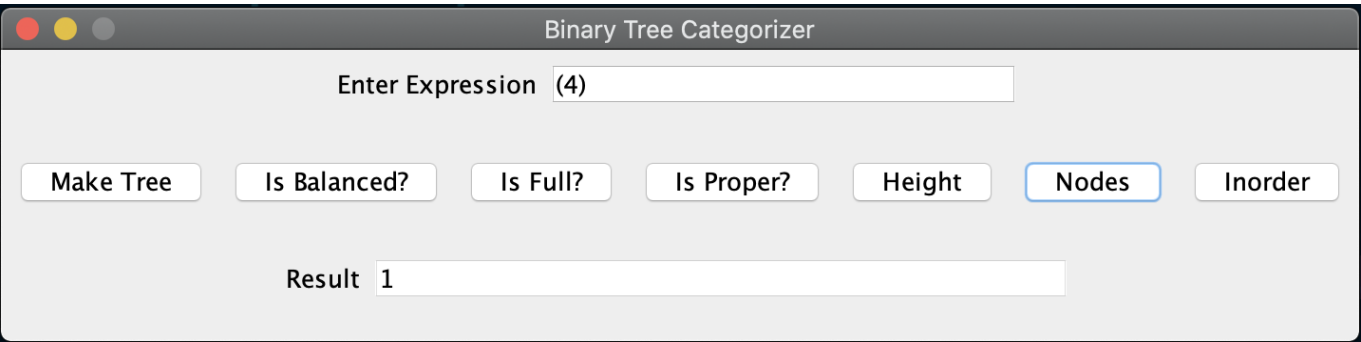 Binary Tree Categorizer
Enter Expression (4)
Make Tree Is Balanced? Is Full? Is Proper? Height Nodes Inorder
Result 1